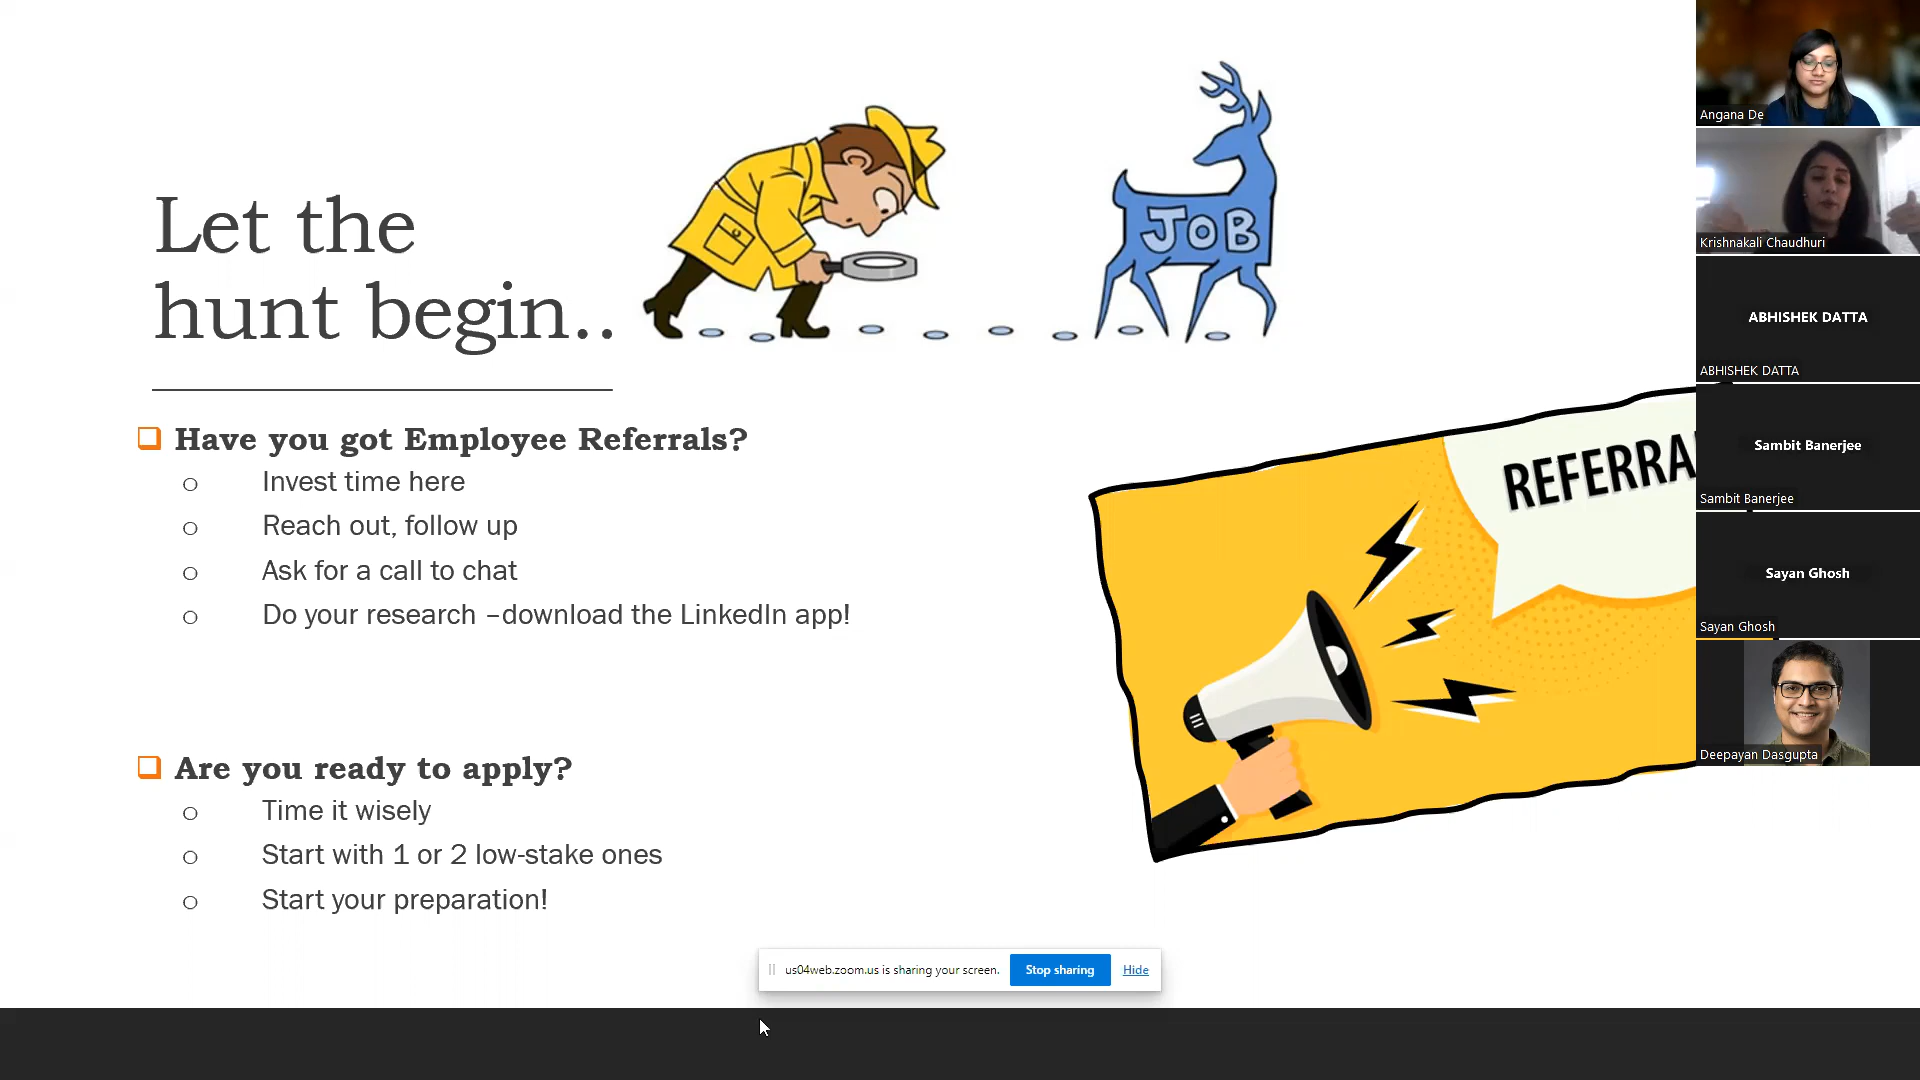 Let the
hunt begin..
JOB
Have you got Employee Referrals?
o Invest time here
o Reach out, follow up
o Ask for a call to chat
o Do your research –download the LinkedIn app!
REFERRA
Are you ready to apply?
o Time it wisely
o Start with 1 or 2 low-stake ones
o Start your preparation!
us04web.zoom.us is sharing your screen.
Stop sharing
Hide
Angana De
Krishnakali Chaudhuri
ABHISHEK DATTA
ABHISHEK DATTA
Sambit Banerjee
Sambit Banerjee
Sayan Ghosh
Sayan Ghosh
Deepayan Dasgupta